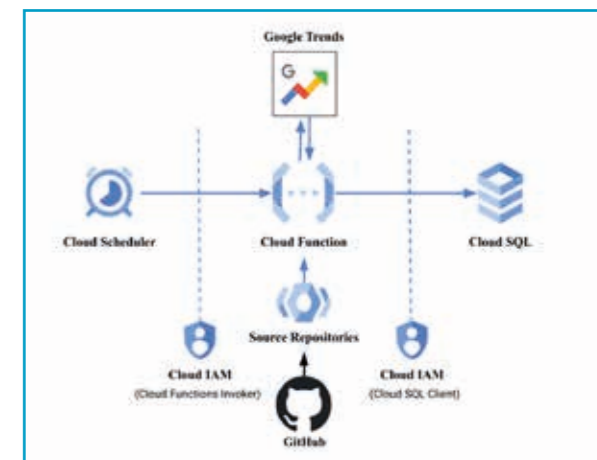 Google Trends
G
Cloud Scheduler
Cloud Function
Cloud SQL
Source Repositories
Cloud IAM
(Cloud Functions Invoker)
Cloud IAM
(Cloud SQL Client)
GitHub